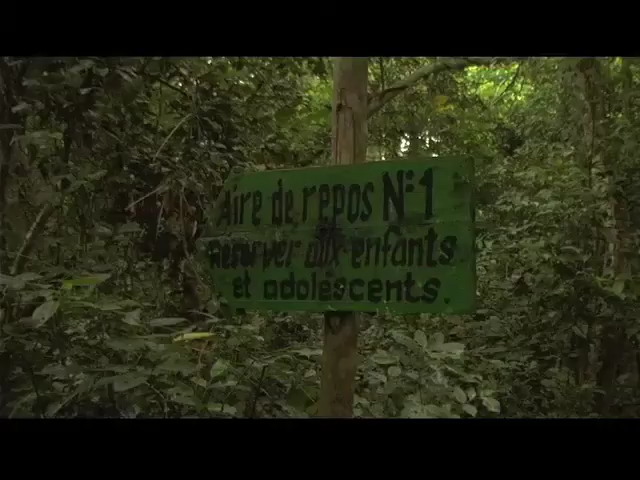 Aire de repos N°1
Reserver aux enfants
et adolescents.